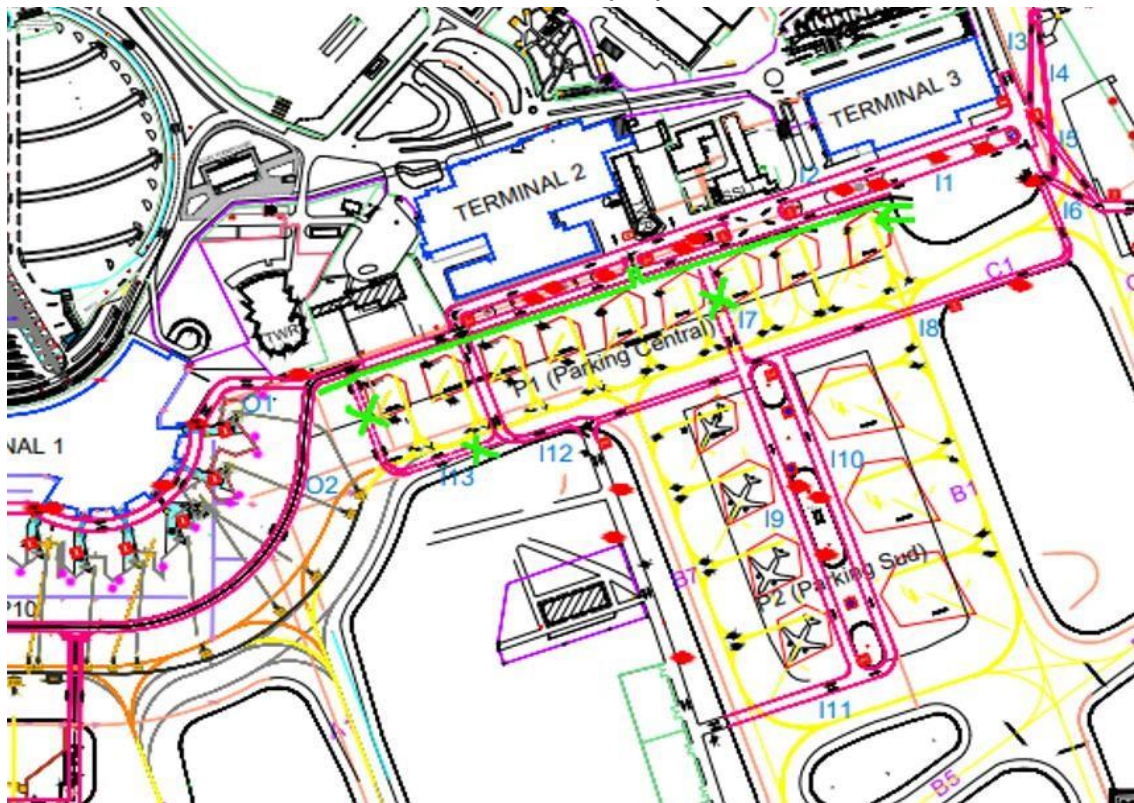 I3
I4
TERMINAL 3
I5
TERMINAL 2
I2
I1
I6
C1
TWR
I7
I8
P1 (Parking Central)
O1
NAL 1
I12
I13
O2
I10
B1
I9
P2 (Parking Sud)
B7
P10
I11
B5